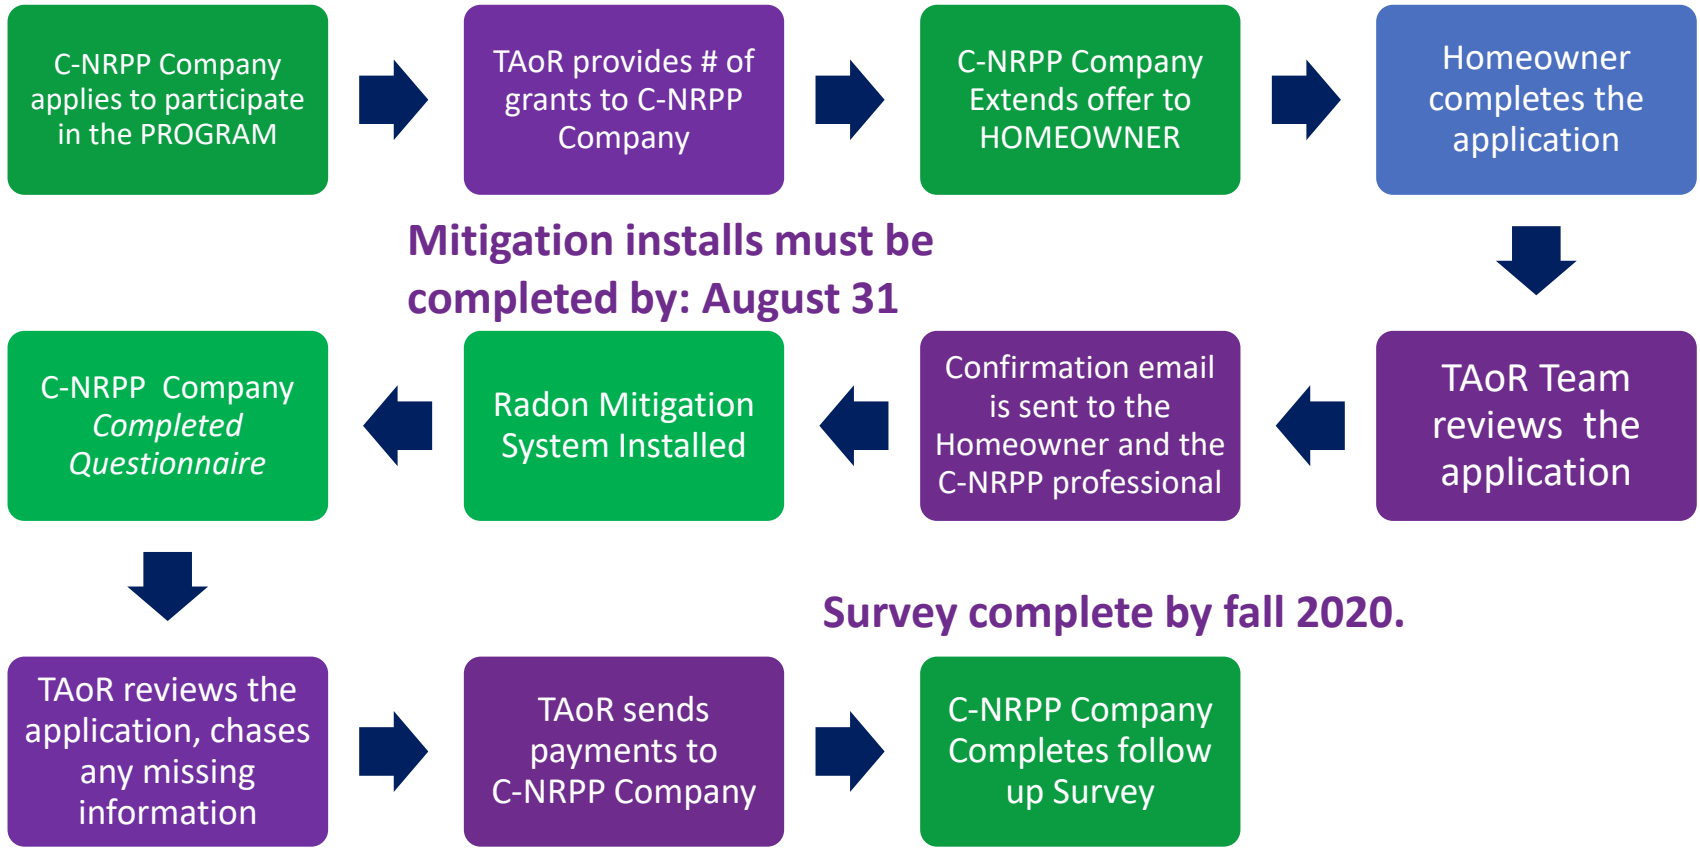 C-NRPP Company
applies to participate
in the PROGRAM
TAoR provides # of
grants to C-NRPP
Company
C-NRPP Company
Extends offer to
HOMEOWNER
Homeowner
completes the
application
Mitigation installs must be
completed by: August 31
TAoR Team
reviews the
application
Confirmation email
is sent to the
Homeowner and the
C-NRPP professional
Radon Mitigation
System Installed
C-NRPP Company
Completed
Questionnaire
Survey complete by fall 2020.
TAoR reviews the
application, chases
any missing
information
TAoR sends
payments to
C-NRPP Company
C-NRPP Company
Completes follow
up Survey